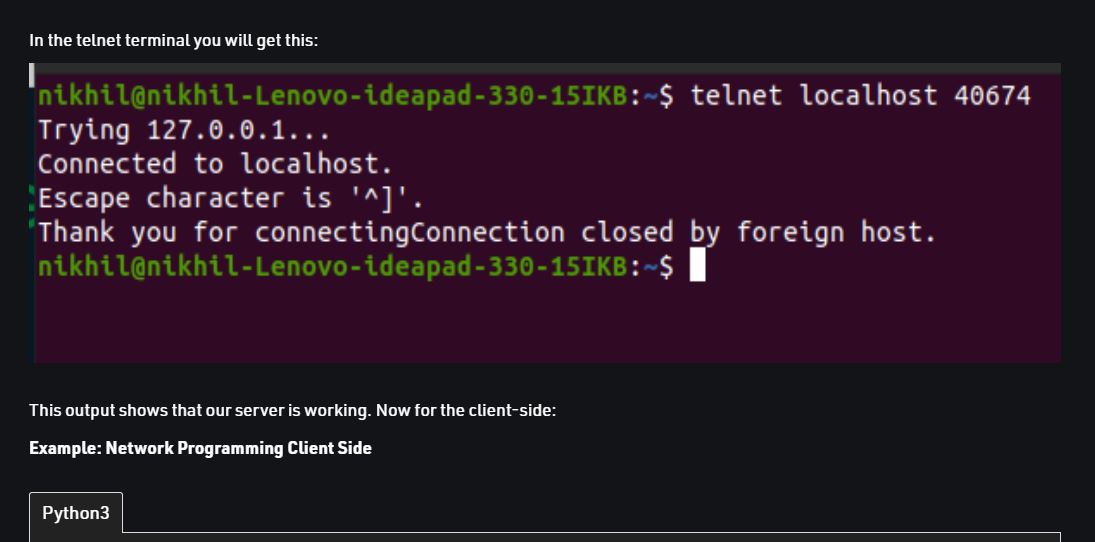 In the telnet terminal you will get this:
nikhil@nikhil-Lenovo-ideapad-330-15IKB:~$ telnet localhost 40674
Trying 127.0.0.1...
Connected to localhost.
Escape character is '^]'.
Thank you for connectingConnection closed by foreign host.
nikhil@nikhil-Lenovo-ideapad-330-15IKB:~$
This output shows that our server is working. Now for the client-side:
Example: Network Programming Client Side
Python3